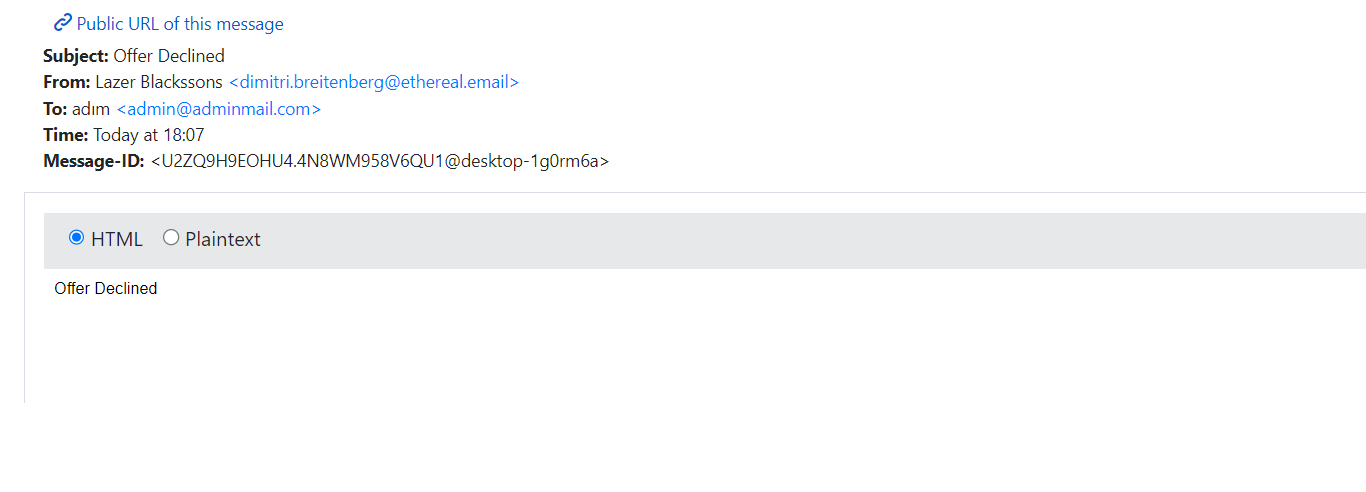 Public URL of this message
Subject: Offer Declined
From: Lazer Blackssons <dimitri.breitenberg@ethereal.email>
To: adım <admin@adminmail.com>
Time: Today at 18:07
Message-ID: <U2ZQ9H9EOHU4.4N8WM958V6QU1@desktop-1g0rm6a>
HTML Plaintext
Offer Declined